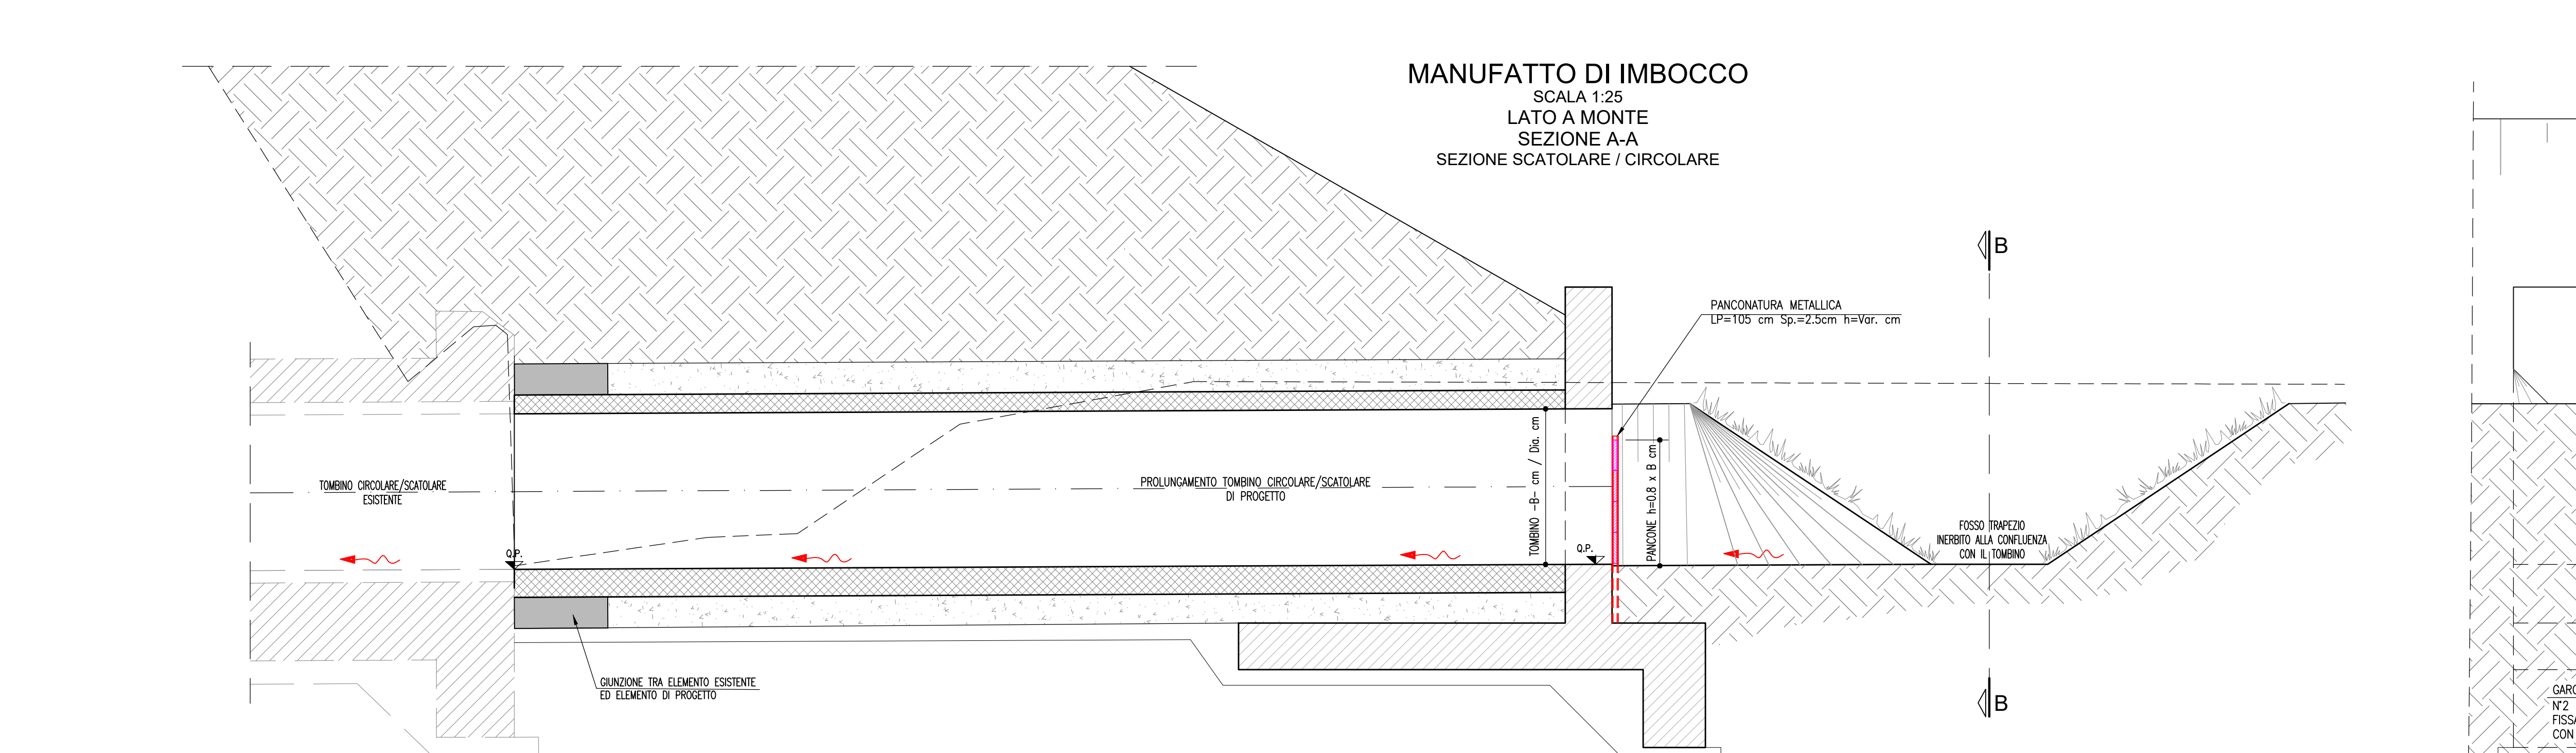 MANUFATTO DI IMBOCCO
SCALA 1:25
LATO A MONTE
SEZIONE A-A
SEZIONE SCATOLARE / CIRCOLARE
B
PANCONATURA METALLICA
LP=105 cm Sp.=2.5cm h=Var. cm
TOMBINO CIRCOLARE/SCATOLARE
ESISTENTE
PROLUNGAMENTO TOMBINO CIRCOLARE/SCATOLARE
DI PROGETTO
TOMBINO -B- cm / Dia. cm
PANCONE h=0.8 x B cm
Q.P.
Q.P.
FOSSO TRAPEZIO
INERBITO ALLA CONFLUENZA
CON IL TOMBINO
GIUNZIONE TRA ELEMENTO ESISTENTE
ED ELEMENTO DI PROGETTO
B
N°2
CON